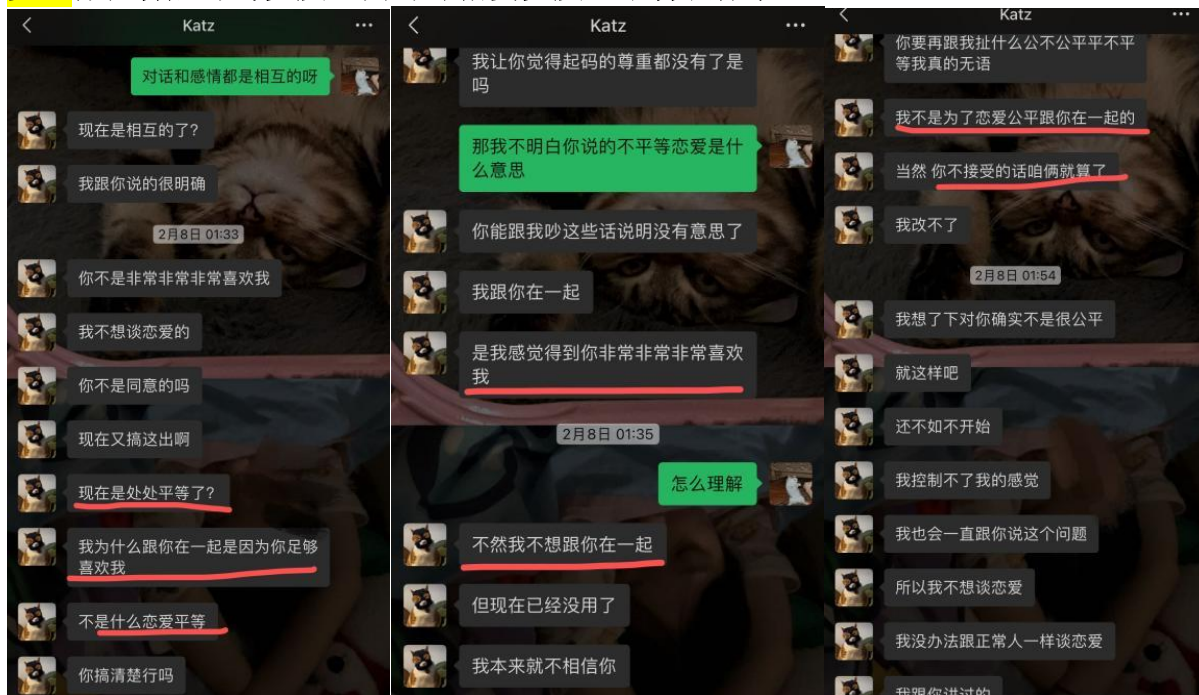 Katz
对话和感情都是相互的呀
现在是相互的了?
我跟你说的很明确
2月8日 01:33
你不是非常非常非常喜欢我
我不想谈恋爱的
你不是同意的吗
现在又搞这出啊
现在是处处平等了?
我为什么跟你在一起是因为你足够
喜欢我
不是什么恋爱平等
你搞清楚行吗
Katz
我让你觉得起码的尊重都没有了是
吗
那我不明白你说的不平等恋爱是什
么意思
你能跟我吵这些话说明没有意思了
我跟你在一起
是我感觉得到你非常非常非常喜欢
我
2月8日 01:35
怎么理解
不然我不想跟你在一起
但现在已经没用了
我本来就不相信你
Katz
你要再跟我扯什么公不公平平不平
等我真的无语
我不是为了恋爱公平跟你在一起的
当然 你不接受的话咱俩就算了
我改不了
2月8日 01:54
我想了下对你确实不是很公平
就这样吧
还不如不开始
我控制不了我的感觉
我也会一直跟你说这个问题
所以我不想谈恋爱
我没办法跟正常人一样谈恋爱
我跟你讲过的